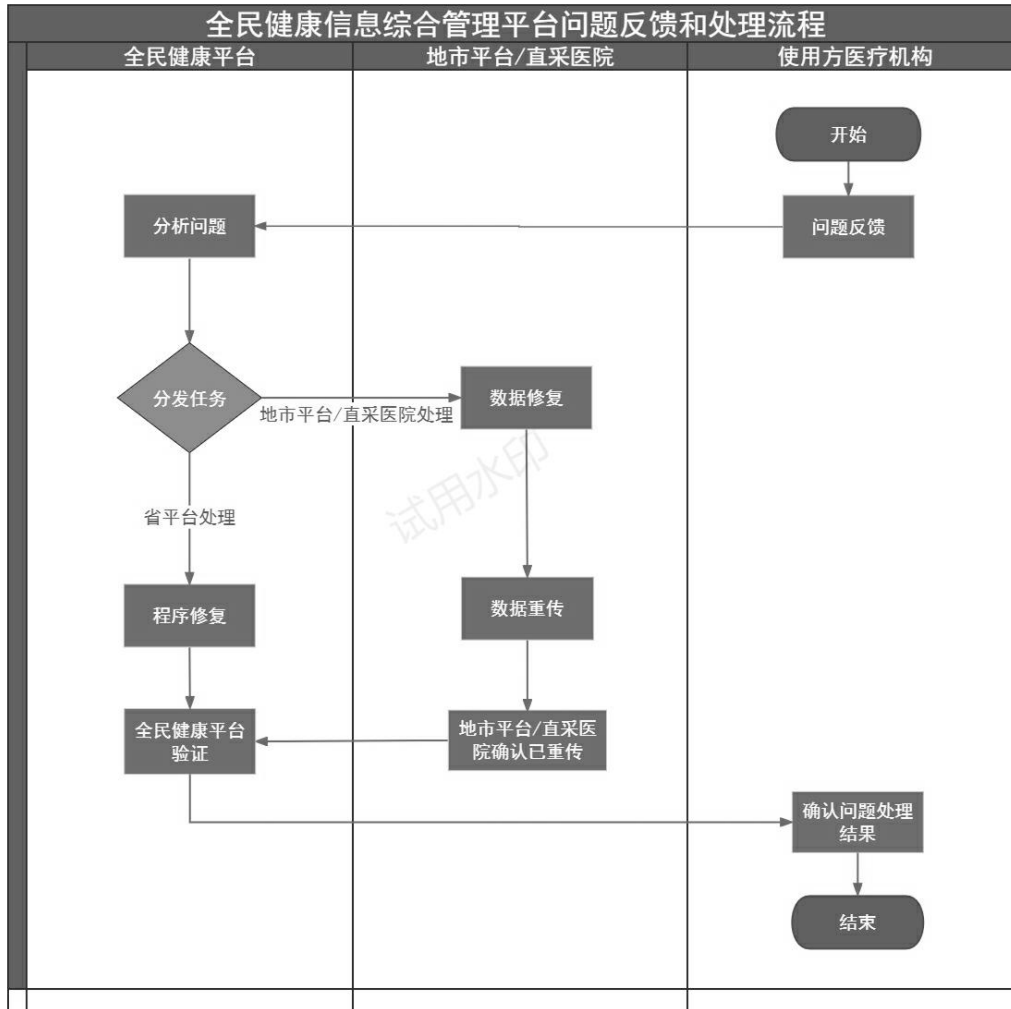 全民健康信息综合管理平台问题反馈和处理流程
全民健康平台
地市平台/直采医院
使用方医疗机构
开始
分析问题
问题反馈
分发任务
数据修复
地市平台/直采医院处理
试用水印
省平台处理
程序修复
数据重传
全民健康平台
验证
地市平台/直采医
院确认已重传
确认问题处理
结果
结束